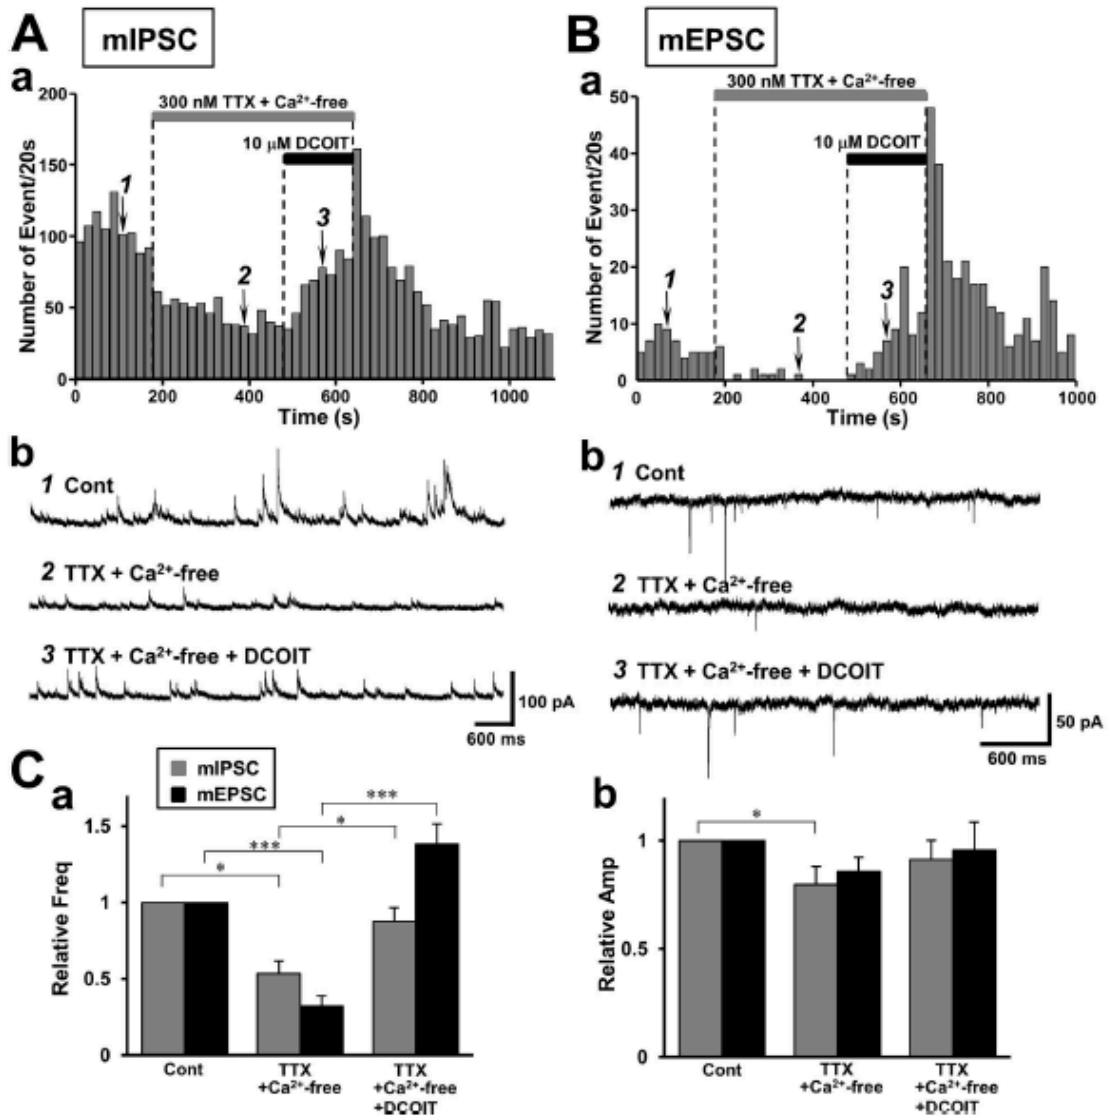 A
mIPSC
a
300 nM TTX + Ca²⁺-free
10 μM DCOIT
1
2
3
Number of Event/20s
200
150
100
50
0
0 200 400 600 800 1000
Time (s)
b
1 Cont
2 TTX + Ca²⁺-free
3 TTX + Ca²⁺-free + DCOIT
100 pA
600 ms
B
mEPSC
a
300 nM TTX + Ca²⁺-free
10 μM DCOIT
1
2
3
Number of Event/20s
50
40
30
20
10
0
0 200 400 600 800 1000
Time (s)
b
1 Cont
2 TTX + Ca²⁺-free
3 TTX + Ca²⁺-free + DCOIT
50 pA
600 ms
C
mIPSC
mEPSC
a
Relative Freq
1.5
1
0.5
0
***
*
***
*
Cont
TTX
+Ca²⁺-free
TTX
+Ca²⁺-free
+DCOIT
b
Relative Amp
1
0.5
0
*
Cont
TTX
+Ca²⁺-free
TTX
+Ca²⁺-free
+DCOIT